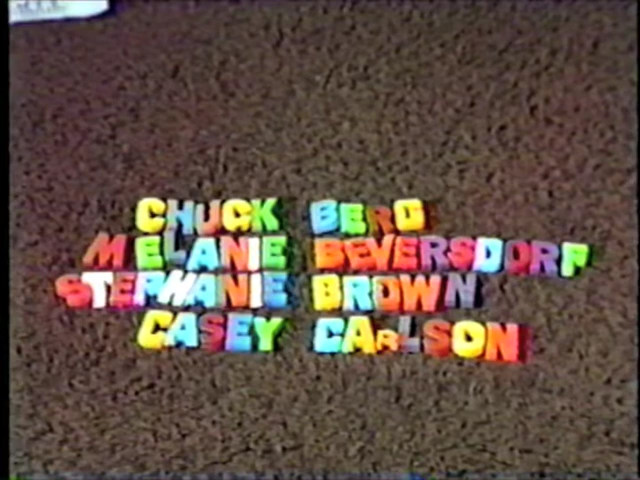 CHUCK BERG
MELANIE BEVERSDORF
STEPHANIE BROWN
CASEY CARLSON